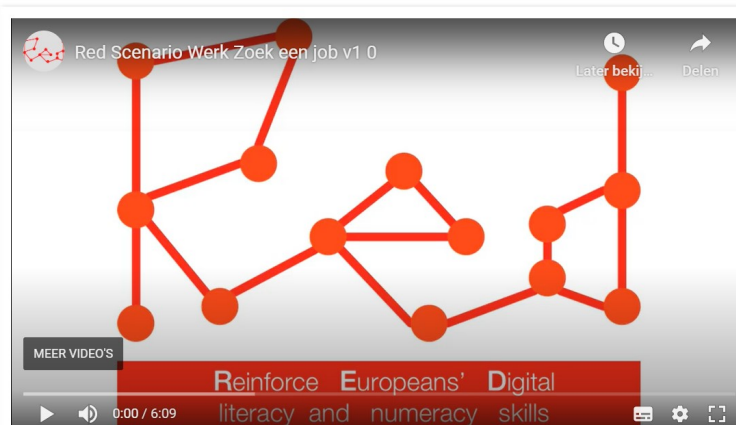 Red Scenario Werk Zoek een job v1 0
Later bekij...
Delen
MEER VIDEO'S
Reinforce Europeans' Digital
literacy and numeracy skills
0:00 / 6:09